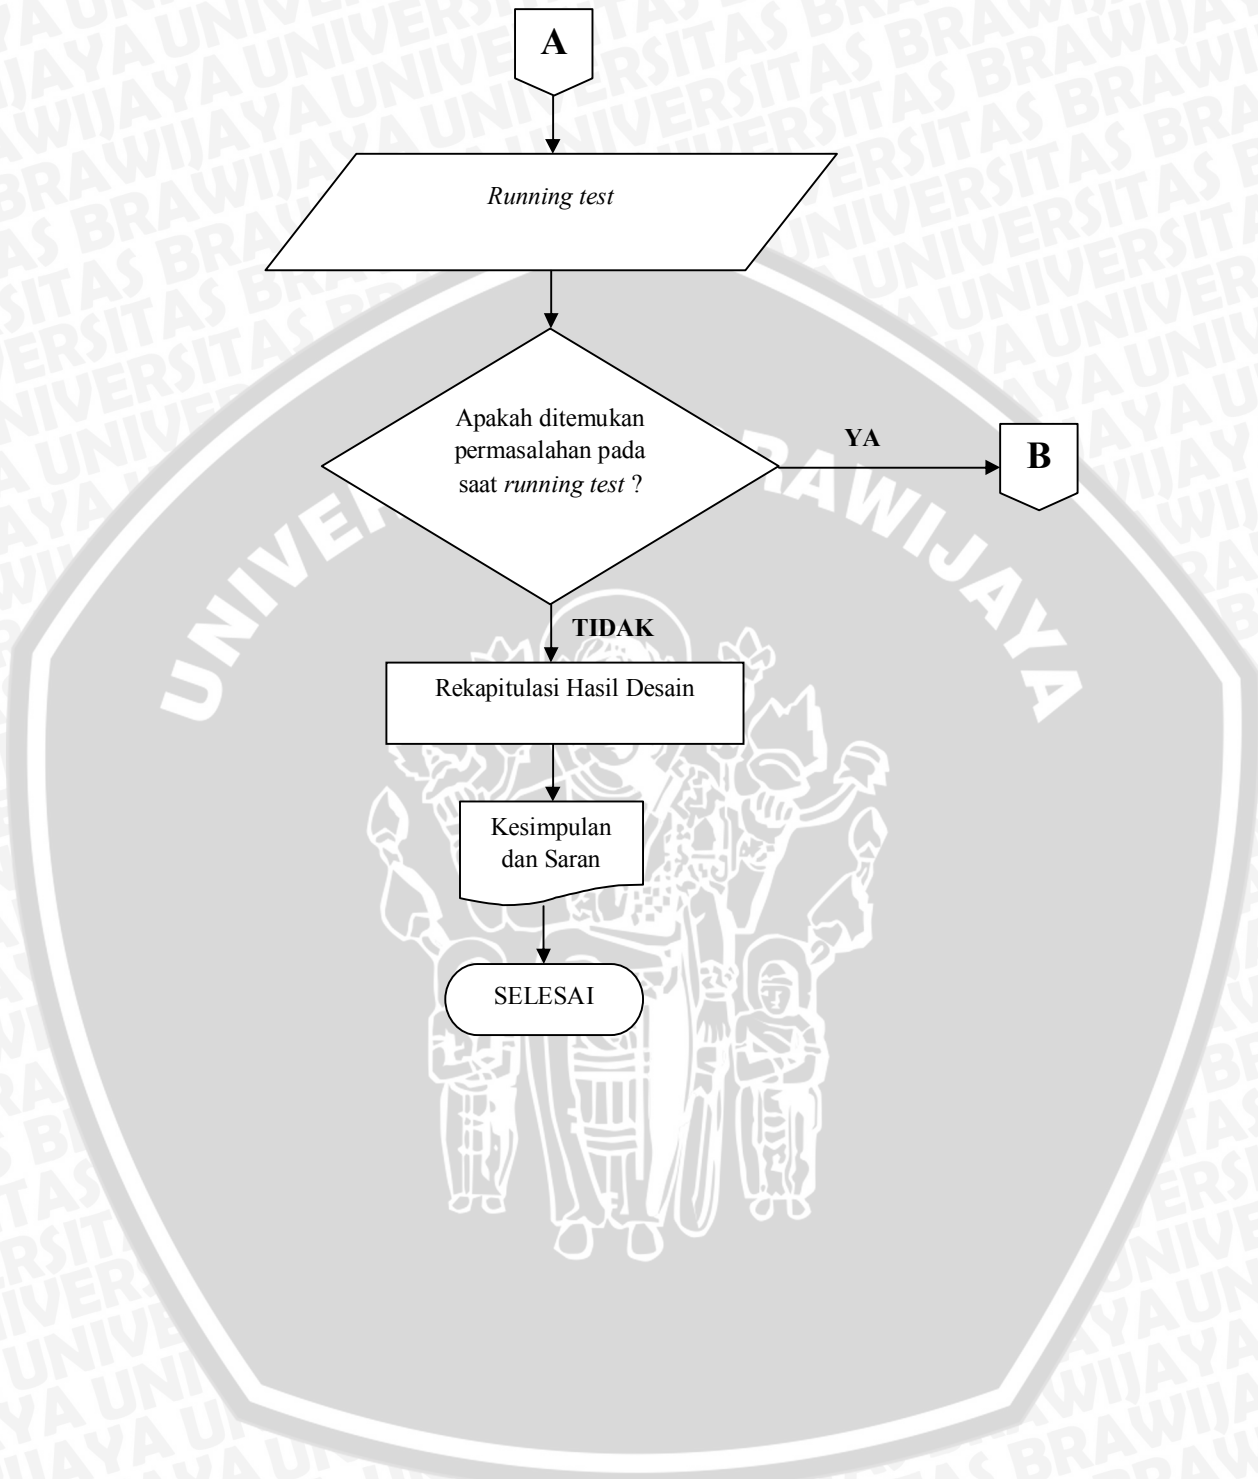 A
Running test
Apakah ditemukan
permasalahan pada
saat running test ?
YA
B
TIDAK
Rekapitulasi Hasil Desain
Kesimpulan
dan Saran
SELESAI